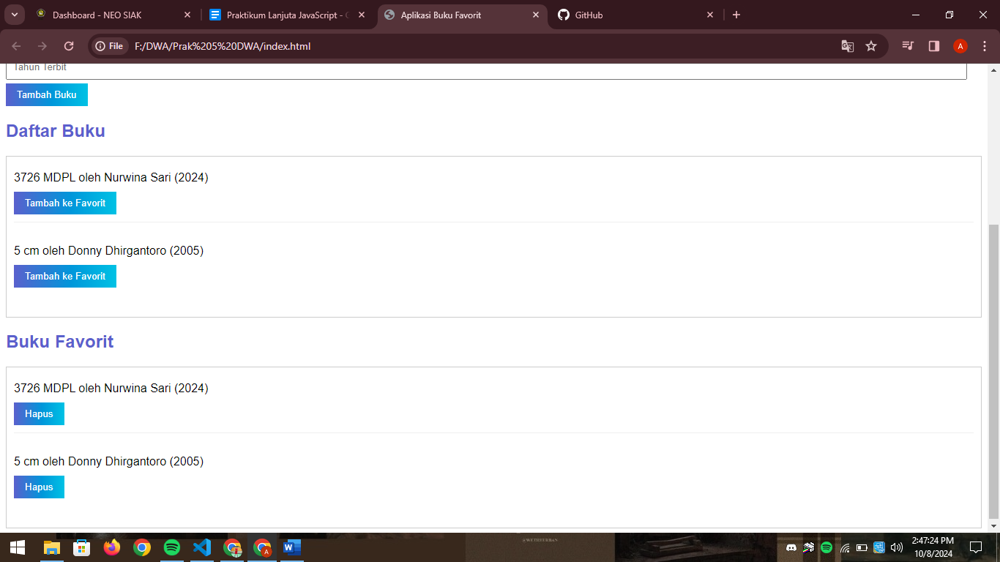 Dashboard - NEO SIAK
Praktikum Lanjuta JavaScript - G
Aplikasi Buku Favorit
GitHub
File
F:/DWA/Prak%205%20DWA/index.html
A
Tahun Terbit
Tambah Buku
Daftar Buku
3726 MDPL oleh Nurwina Sari (2024)
Tambah ke Favorit
5 cm oleh Donny Dhirgantoro (2005)
Tambah ke Favorit
Buku Favorit
3726 MDPL oleh Nurwina Sari (2024)
Hapus
5 cm oleh Donny Dhirgantoro (2005)
Hapus
2:47:24 PM
10/8/2024